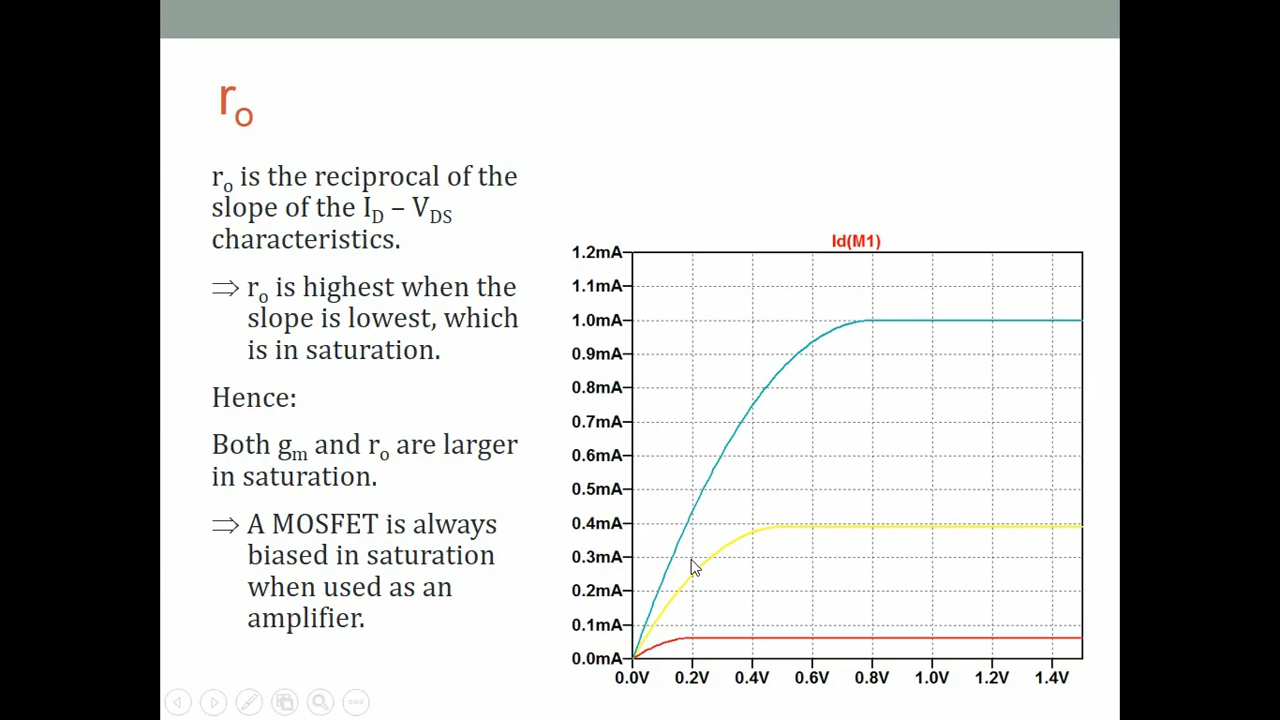 rₒ
rₒ is the reciprocal of the
slope of the I_D – V_DS
characteristics.
⇒ rₒ is highest when the
slope is lowest, which
is in saturation.
Hence:
Both gₘ and rₒ are larger
in saturation.
⇒ A MOSFET is always
biased in saturation
when used as an
amplifier.
Id(M1)
1.2mA
1.1mA
1.0mA
0.9mA
0.8mA
0.7mA
0.6mA
0.5mA
0.4mA
0.3mA
0.2mA
0.1mA
0.0mA
0.0V 0.2V 0.4V 0.6V 0.8V 1.0V 1.2V 1.4V